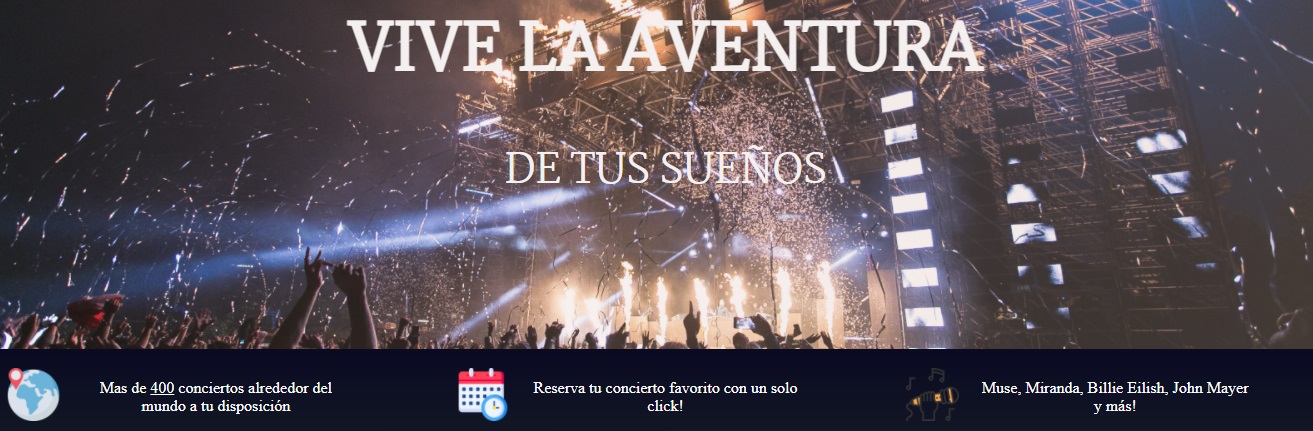 VIVE LA AVENTURA
DE TUS SUEÑOS
Mas de 400 conciertos alrededor del
mundo a tu disposición
Reserva tu concierto favorito con un solo
click!
Muse, Miranda, Billie Eilish, John Mayer
y más!